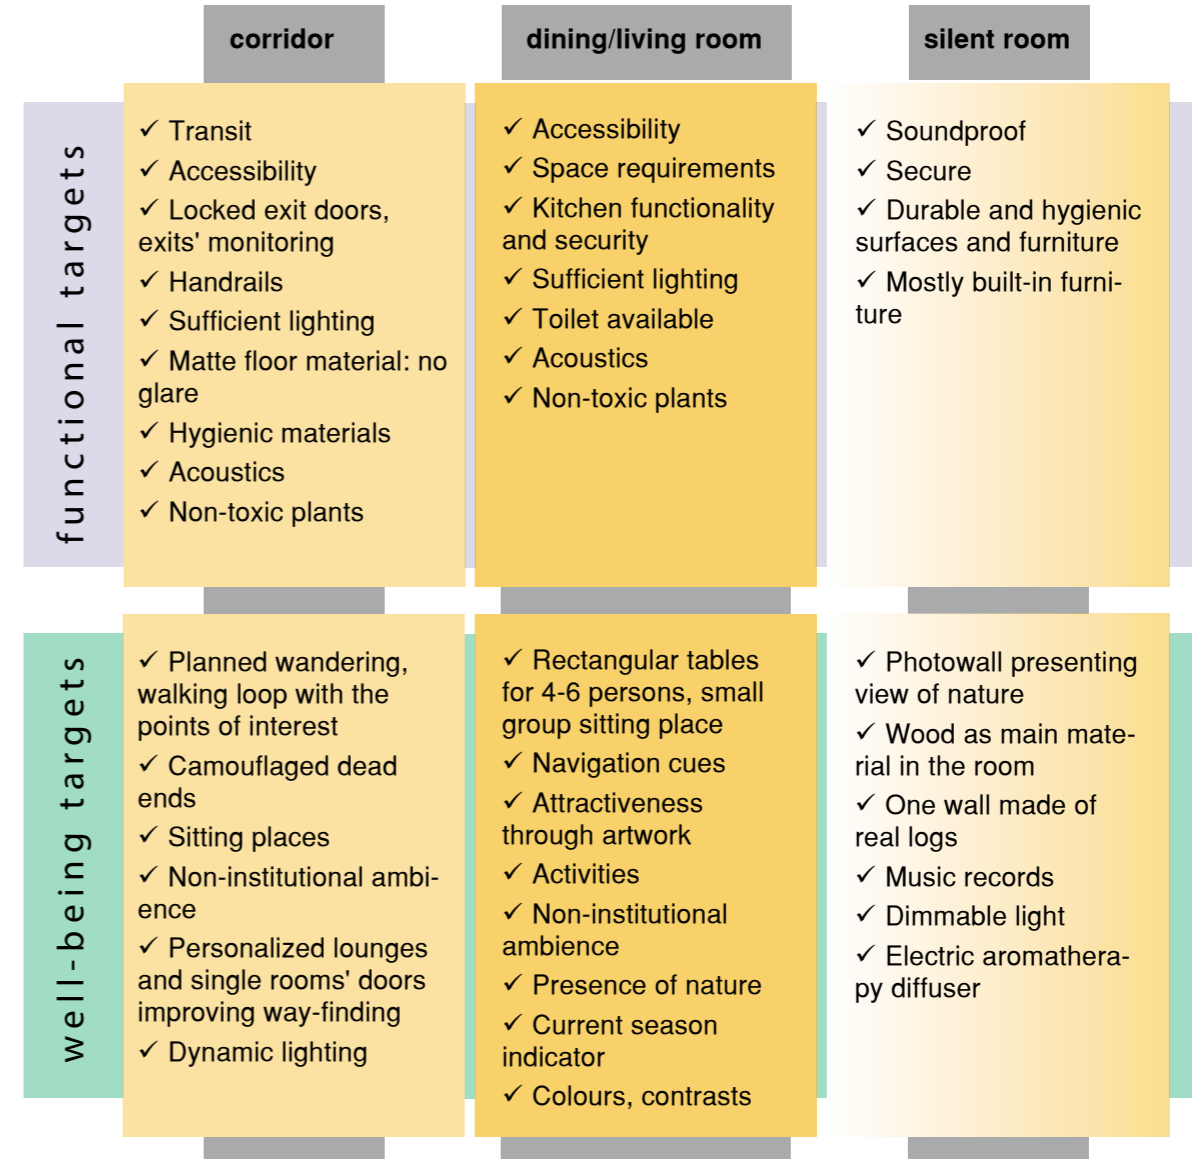 corridor
dining/living room
silent room
functional targets
✓ Transit
✓ Accessibility
✓ Locked exit doors,
exits' monitoring
✓ Handrails
✓ Sufficient lighting
✓ Matte floor material: no
glare
✓ Hygienic materials
✓ Acoustics
✓ Non-toxic plants
✓ Accessibility
✓ Space requirements
✓ Kitchen functionality
and security
✓ Sufficient lighting
✓ Toilet available
✓ Acoustics
✓ Non-toxic plants
✓ Soundproof
✓ Secure
✓ Durable and hygienic
surfaces and furniture
✓ Mostly built-in furni-
ture
well-being targets
✓ Planned wandering,
walking loop with the
points of interest
✓ Camouflaged dead
ends
✓ Sitting places
✓ Non-institutional ambi-
ence
✓ Personalized lounges
and single rooms' doors
improving way-finding
✓ Dynamic lighting
✓ Rectangular tables
for 4-6 persons, small
group sitting place
✓ Navigation cues
✓ Attractiveness
through artwork
✓ Activities
✓ Non-institutional
ambience
✓ Presence of nature
✓ Current season
indicator
✓ Colours, contrasts
✓ Photowall presenting
view of nature
✓ Wood as main mate-
rial in the room
✓ One wall made of
real logs
✓ Music records
✓ Dimmable light
✓ Electric aromathera-
py diffuser